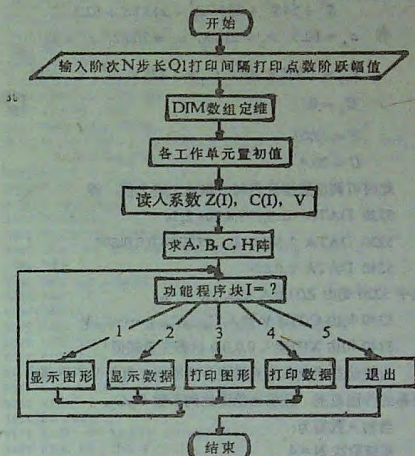 开始
输入阶次N步长Q1打印间隔打印点数阶跃幅值
DIM数组定维
各工作单元置初值
读入系数Z(I)，C(I)，V
求A、B、C、H阵
功能程序块I=？
1 2 3 4 5
显示图形 显示数据 打印图形 打印数据 退出
结束